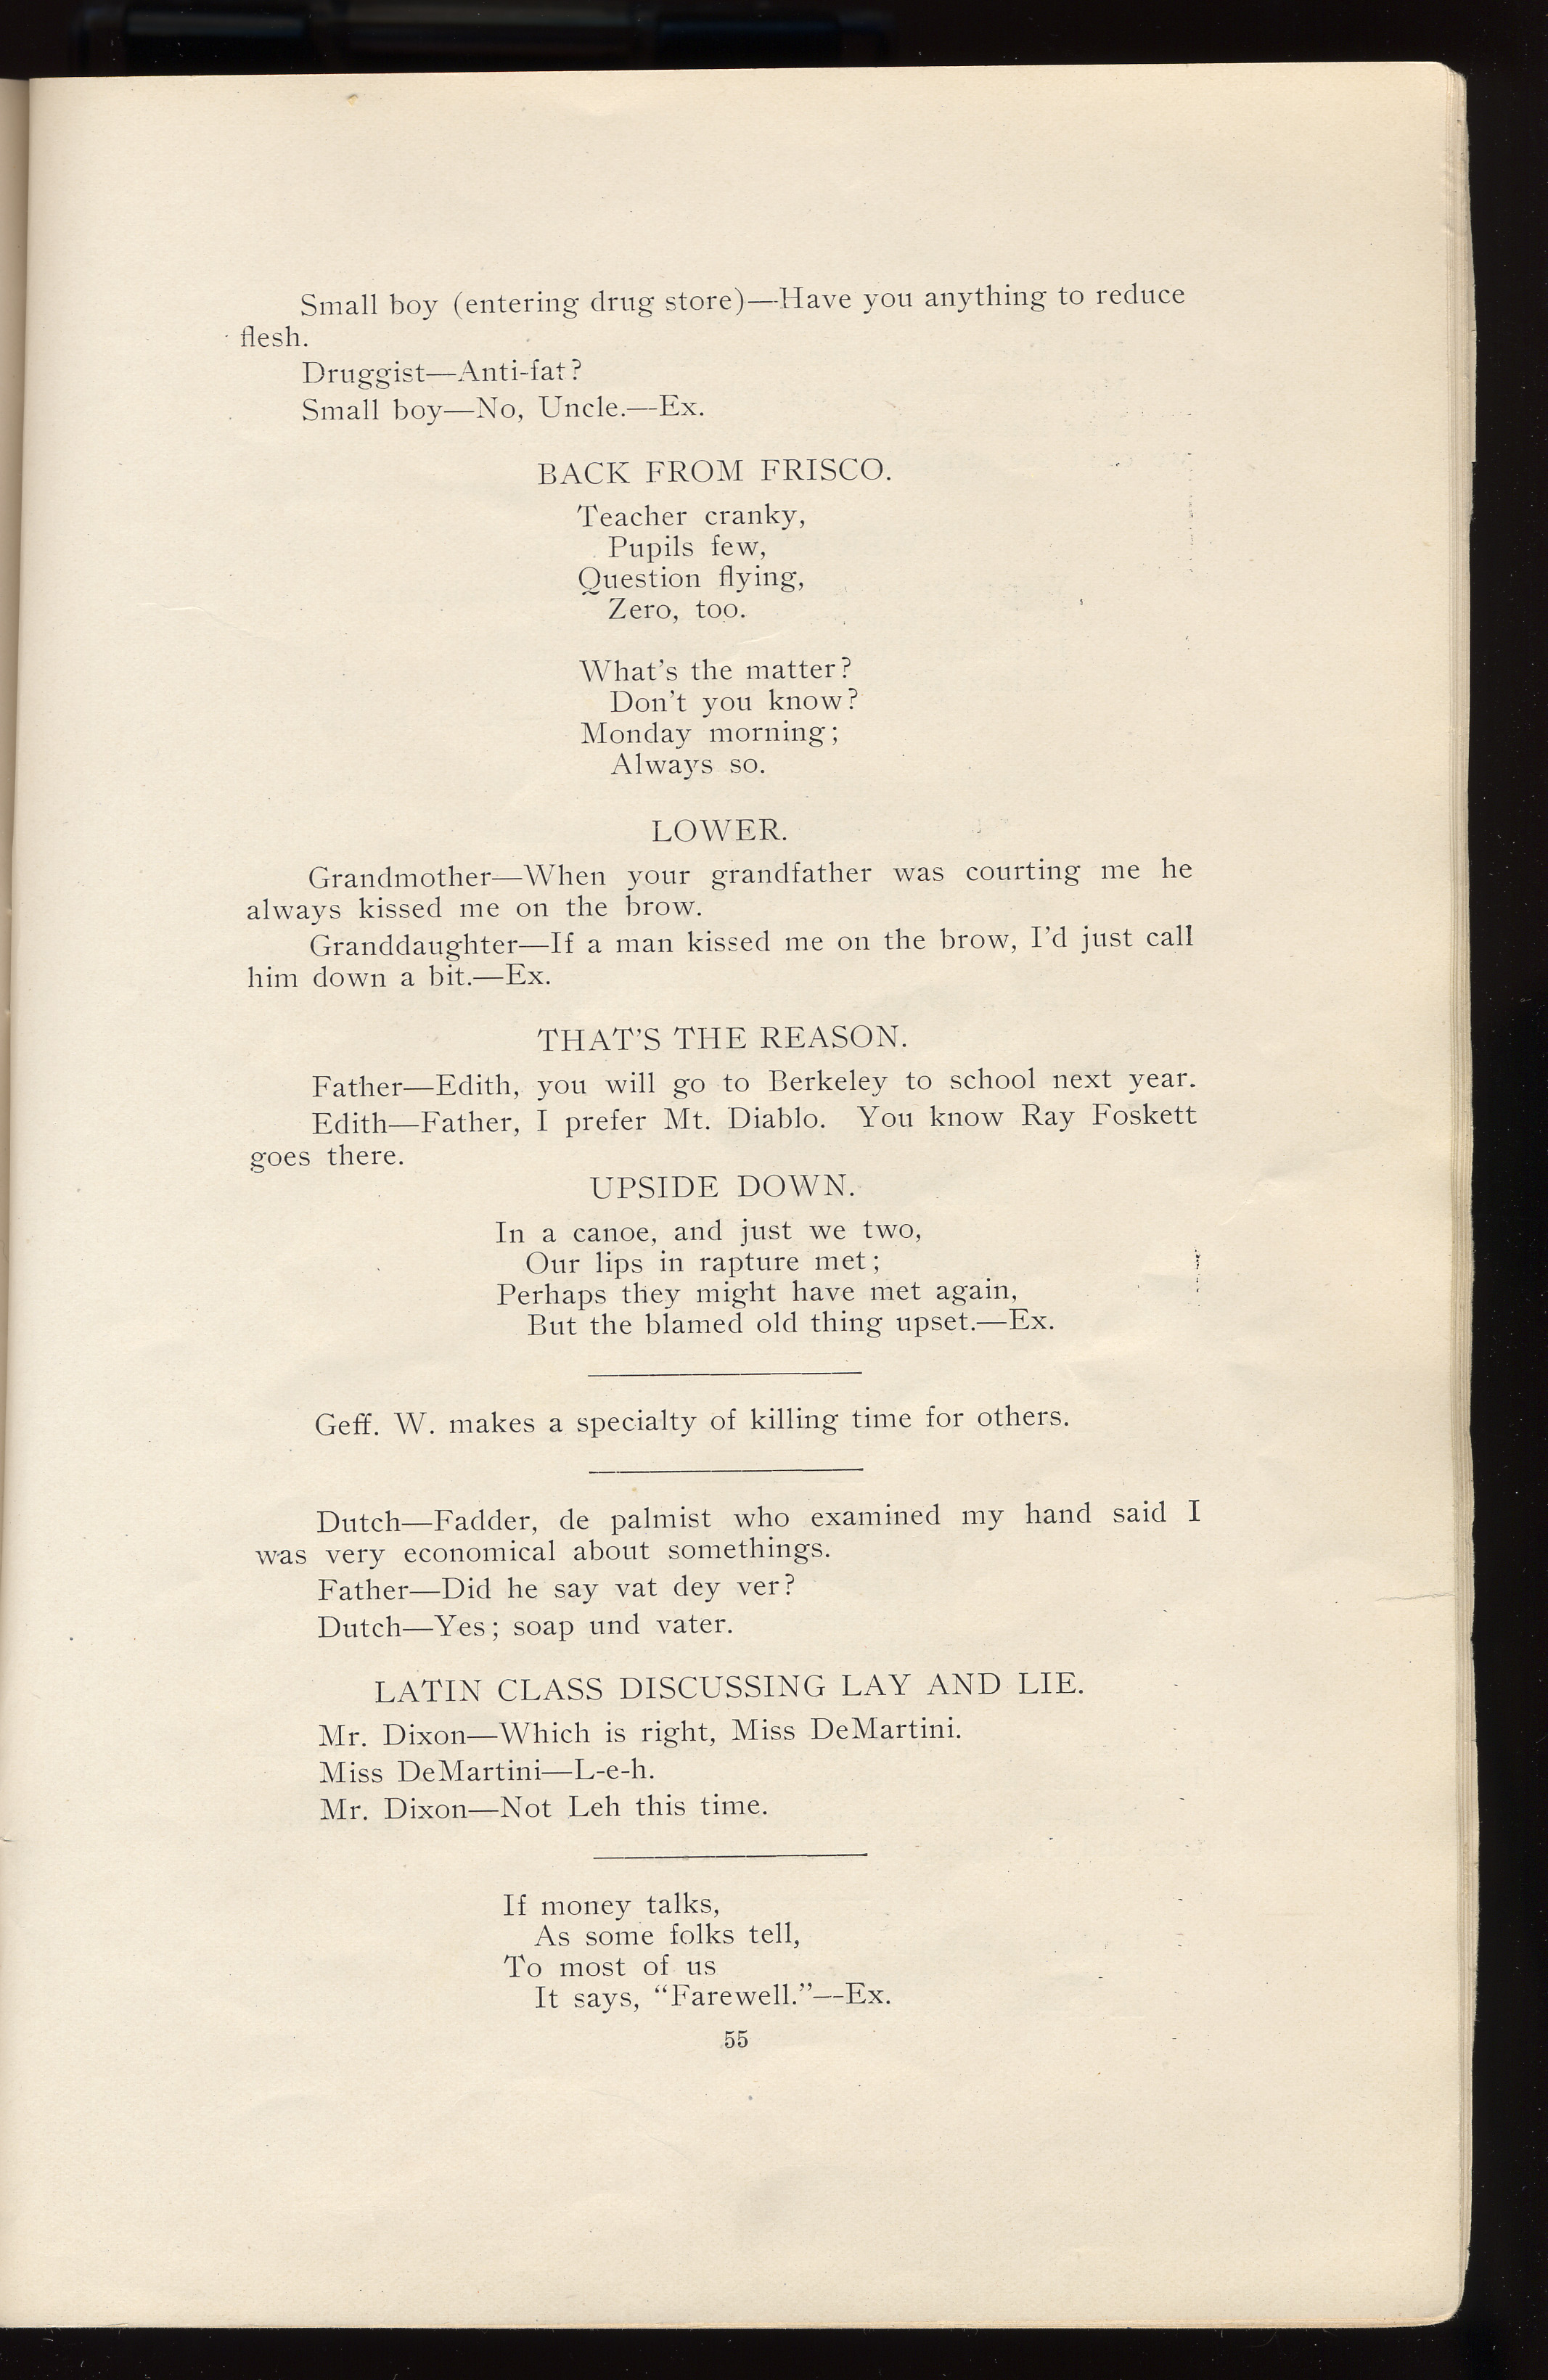 Small boy (entering drug store)—Have you anything to reduce
flesh.
Druggist—Anti-fat?
Small boy—No, Uncle.—Ex.
BACK FROM FRISCO.
Teacher cranky,
Pupils few,
Question flying,
Zero, too.
What's the matter?
Don't you know?
Monday morning;
Always so.
LOWER.
Grandmother—When your grandfather was courting me he
always kissed me on the brow.
Granddaughter—If a man kissed me on the brow, I'd just call
him down a bit.—Ex.
THAT'S THE REASON.
Father—Edith, you will go to Berkeley to school next year.
Edith—Father, I prefer Mt. Diablo. You know Ray Foskett
goes there.
UPSIDE DOWN.
In a canoe, and just we two,
Our lips in rapture met;
Perhaps they might have met again,
But the blamed old thing upset.—Ex.
Geff. W. makes a specialty of killing time for others.
Dutch—Fadder, de palmist who examined my hand said I
was very economical about somethings.
Father—Did he say vat dey ver?
Dutch—Yes; soap und vater.
LATIN CLASS DISCUSSING LAY AND LIE.
Mr. Dixon—Which is right, Miss DeMartini.
Miss DeMartini—L-e-h.
Mr. Dixon—Not Leh this time.
If money talks,
As some folks tell,
To most of us
It says, "Farewell."—Ex.
55